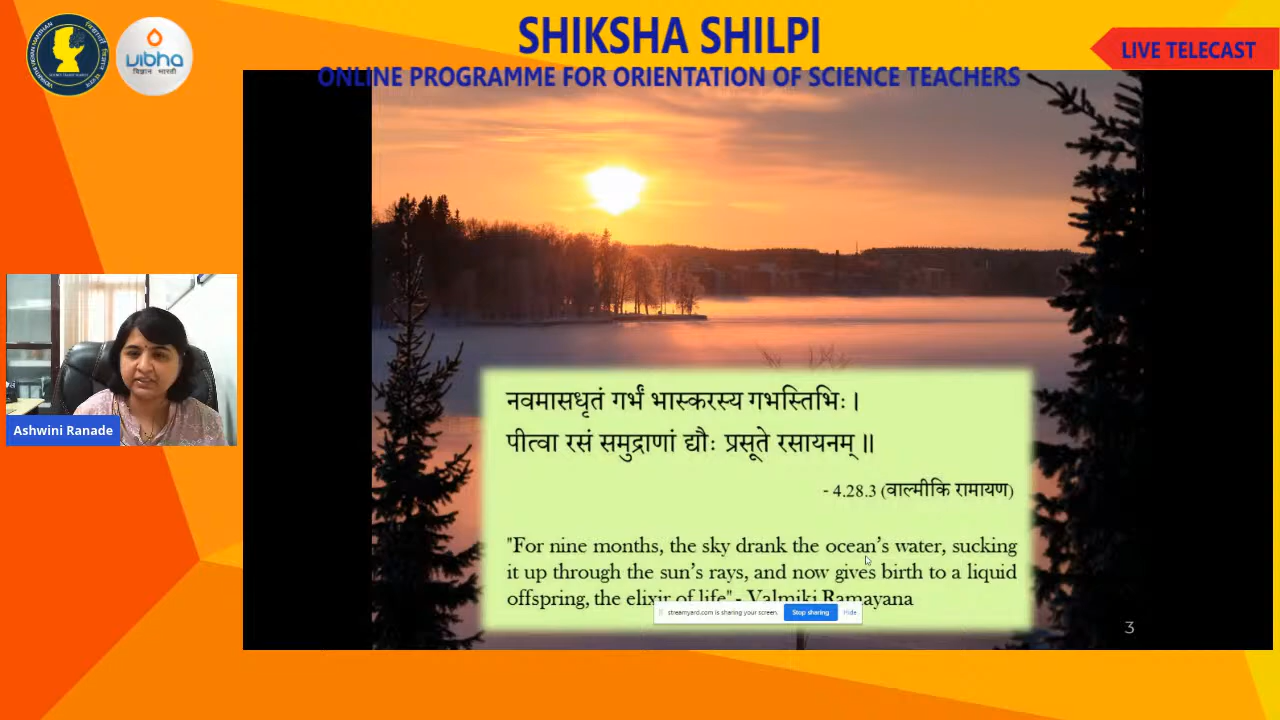 SHIKSHA SHILPI
ONLINE PROGRAMME FOR ORIENTATION OF SCIENCE TEACHERS
LIVE TELECAST
vibha
विज्ञान भारती
Ashwini Ranade
नवमासधृतं गर्भं भास्करस्य गभस्तिभिः ।
पीत्वा रसं समुद्राणां द्यौः प्रसूते रसायनम् ॥
- 4.28.3 (वाल्मीकि रामायण)
"For nine months, the sky drank the ocean's water, sucking
it up through the sun's rays, and now gives birth to a liquid
offspring, the elixir of life" - Valmiki Ramayana
streamyard.com is sharing your screen.
Stop sharing
Hide
3